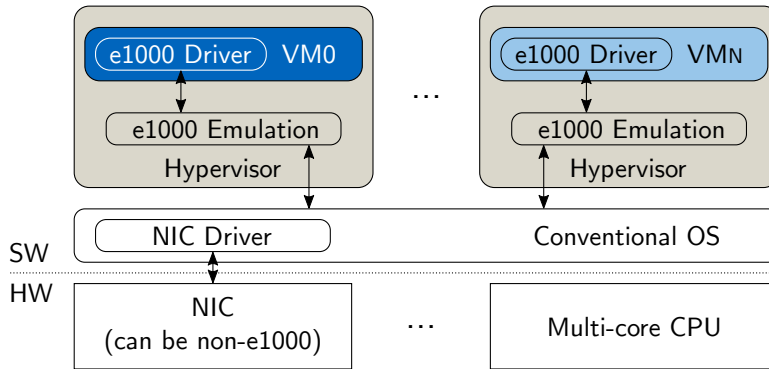 e1000 Driver VM0
e1000 Driver VMN
...
e1000 Emulation
e1000 Emulation
Hypervisor
Hypervisor
NIC Driver
Conventional OS
SW
HW
NIC
(can be non-e1000)
...
Multi-core CPU